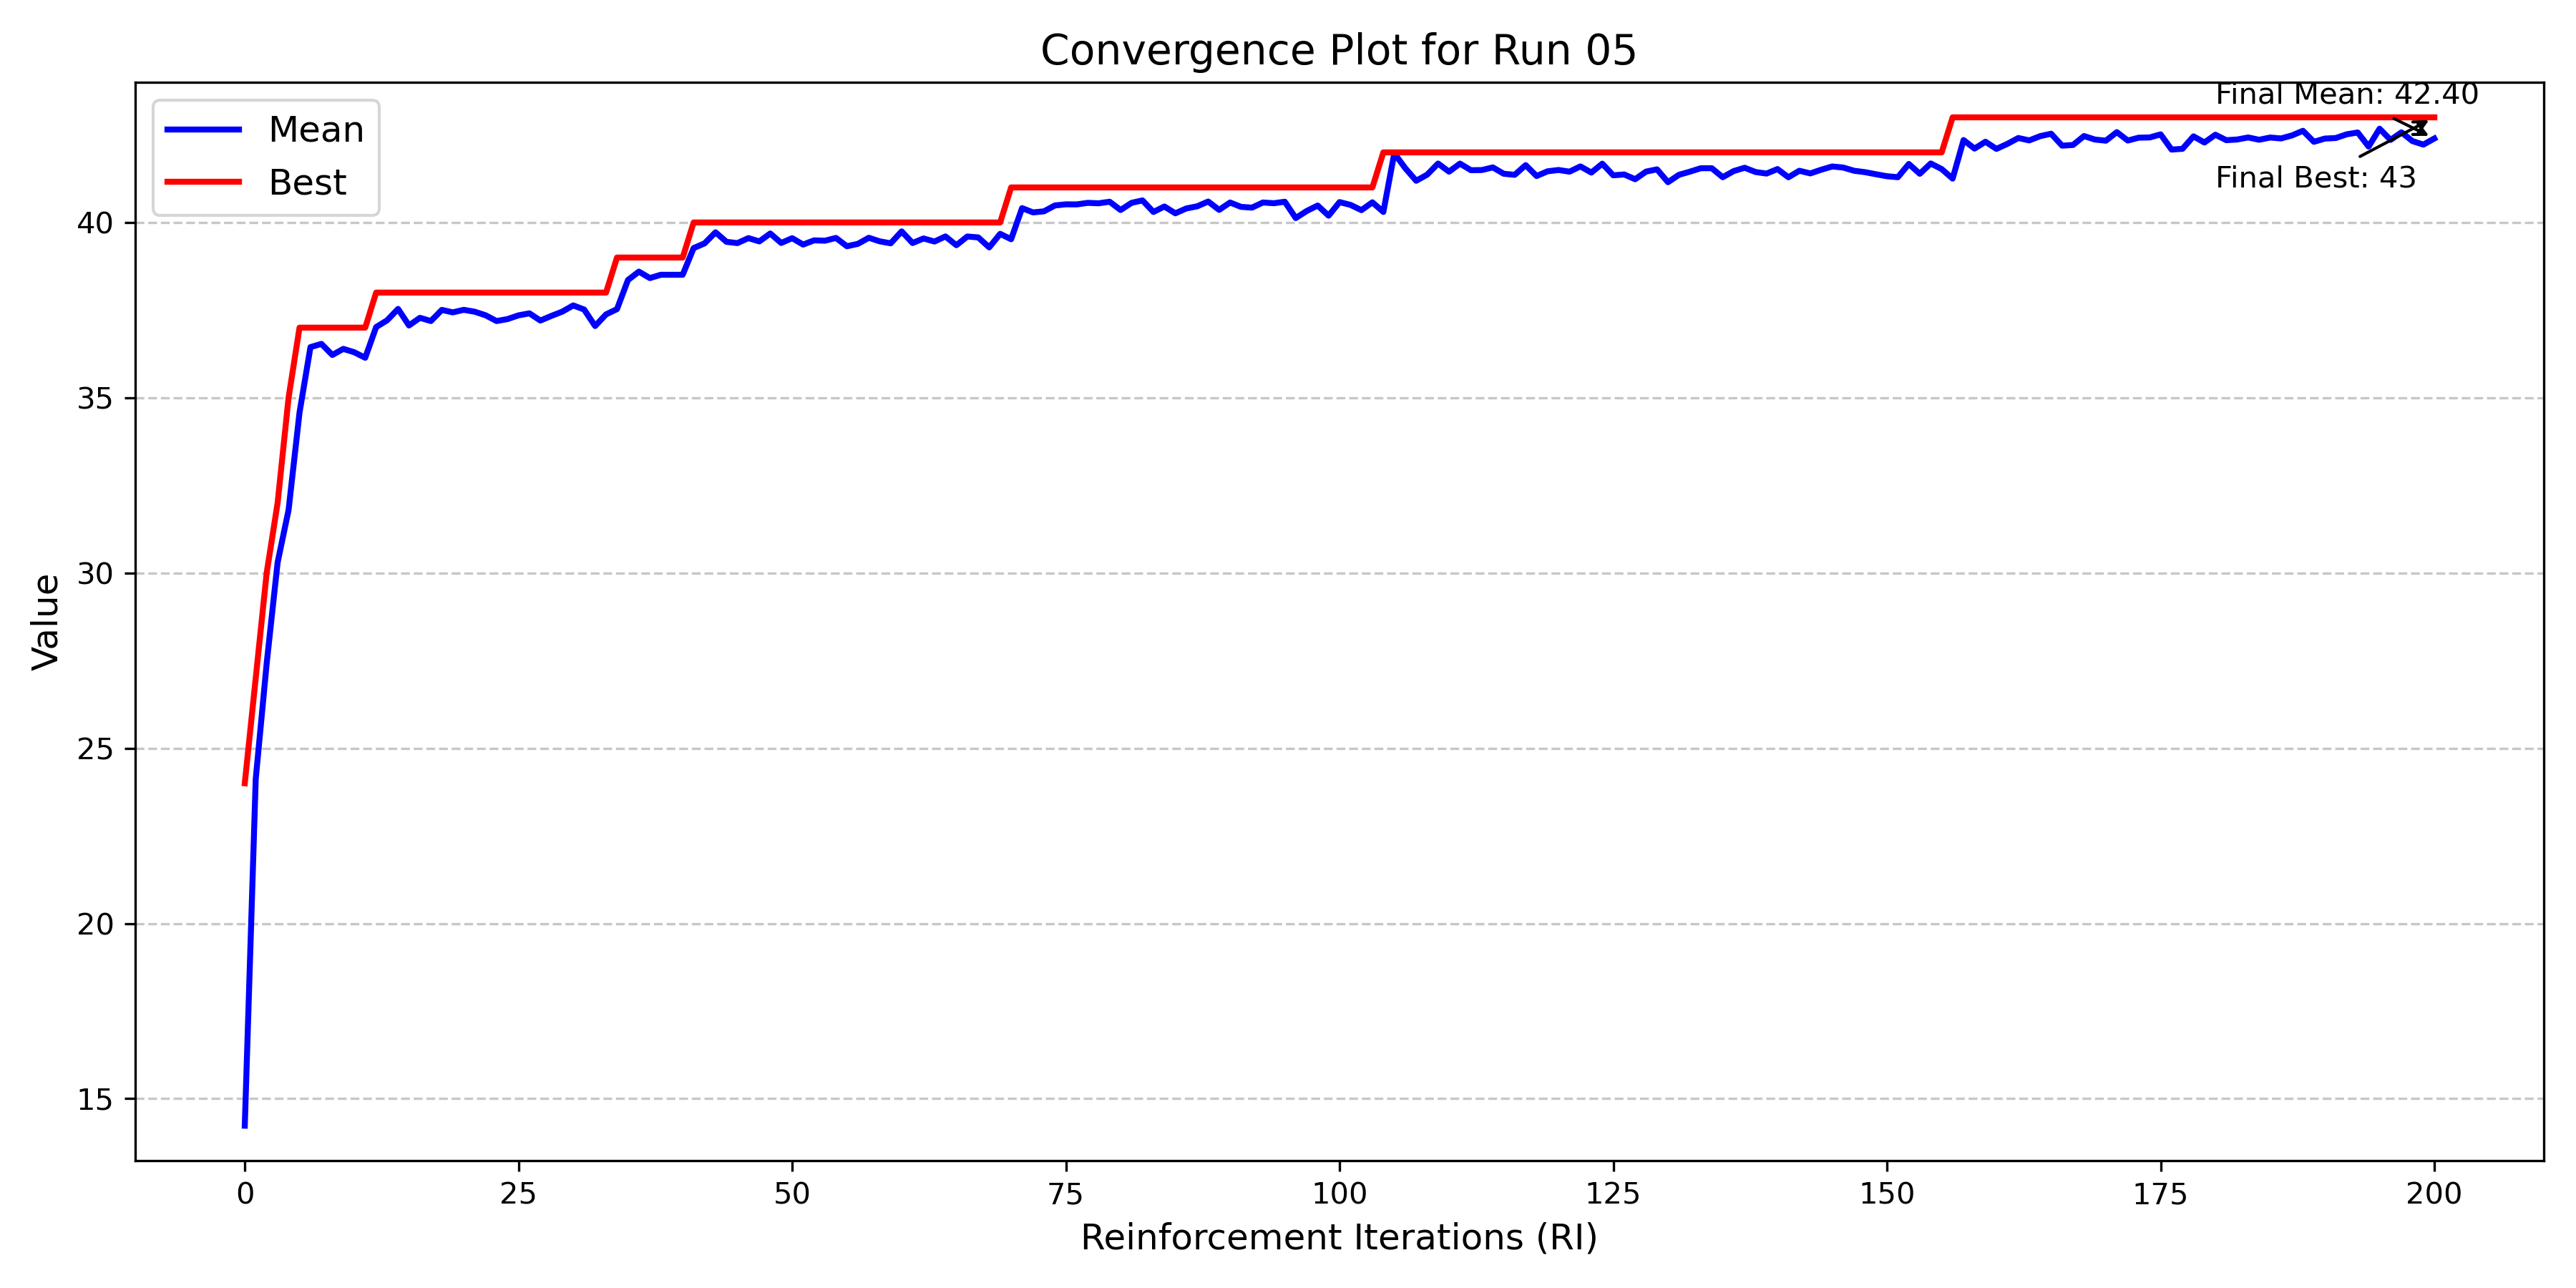 Convergence Plot for Run 05
Mean
Best
Final Mean: 42.40
Final Best: 43
Value
40
35
30
25
20
15
0 25 50 75 100 125 150 175 200
Reinforcement Iterations (RI)